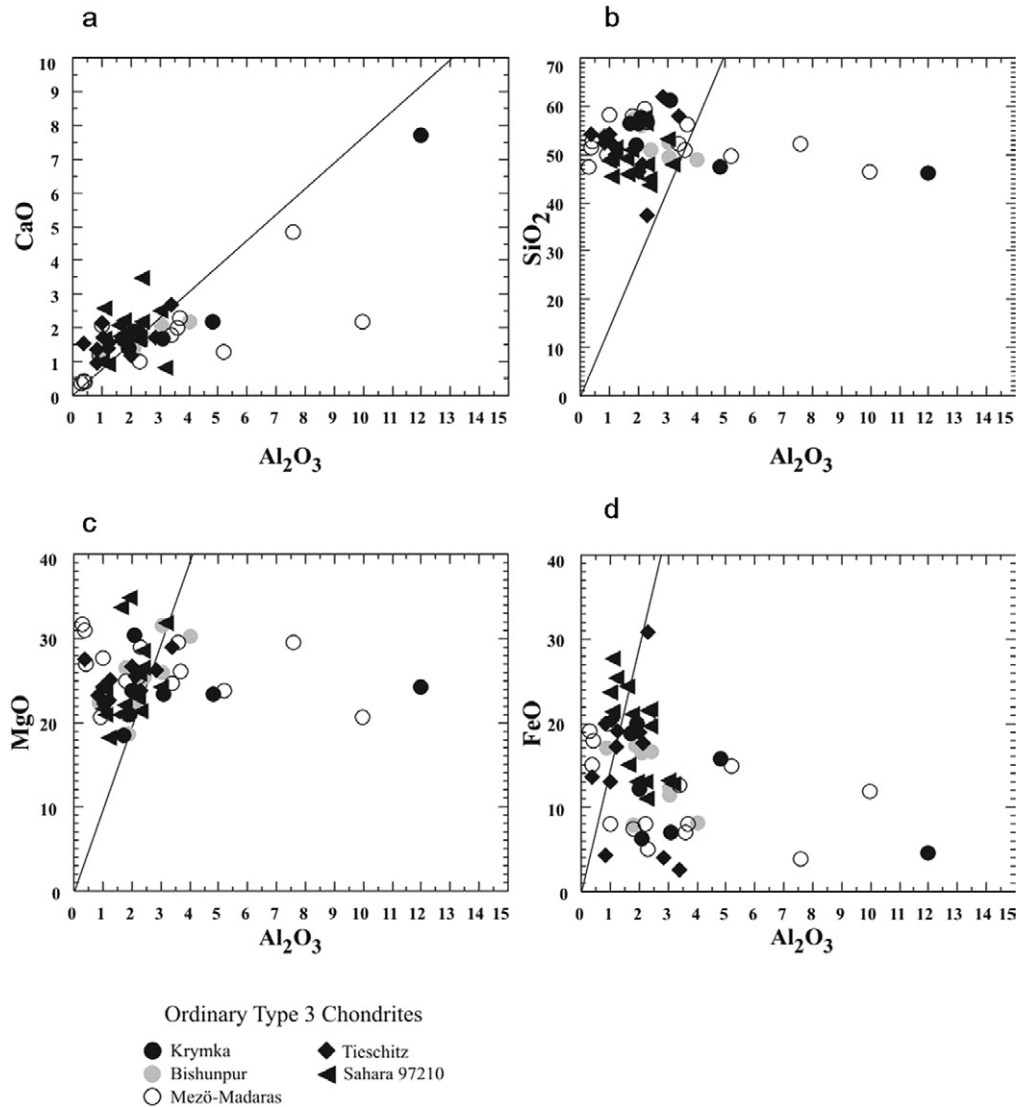 a
10
9
8
7
6
5
4
3
2
1
0
CaO
0 1 2 3 4 5 6 7 8 9 10 11 12 13 14 15
Al2O3
b
70
60
50
40
30
20
10
0
SiO2
0 1 2 3 4 5 6 7 8 9 10 11 12 13 14 15
Al2O3
c
40
30
20
10
0
MgO
0 1 2 3 4 5 6 7 8 9 10 11 12 13 14 15
Al2O3
d
40
30
20
10
0
FeO
0 1 2 3 4 5 6 7 8 9 10 11 12 13 14 15
Al2O3
Ordinary Type 3 Chondrites
Krymka
Bishunpur
Mezö-Madaras
Tieschitz
Sahara 97210